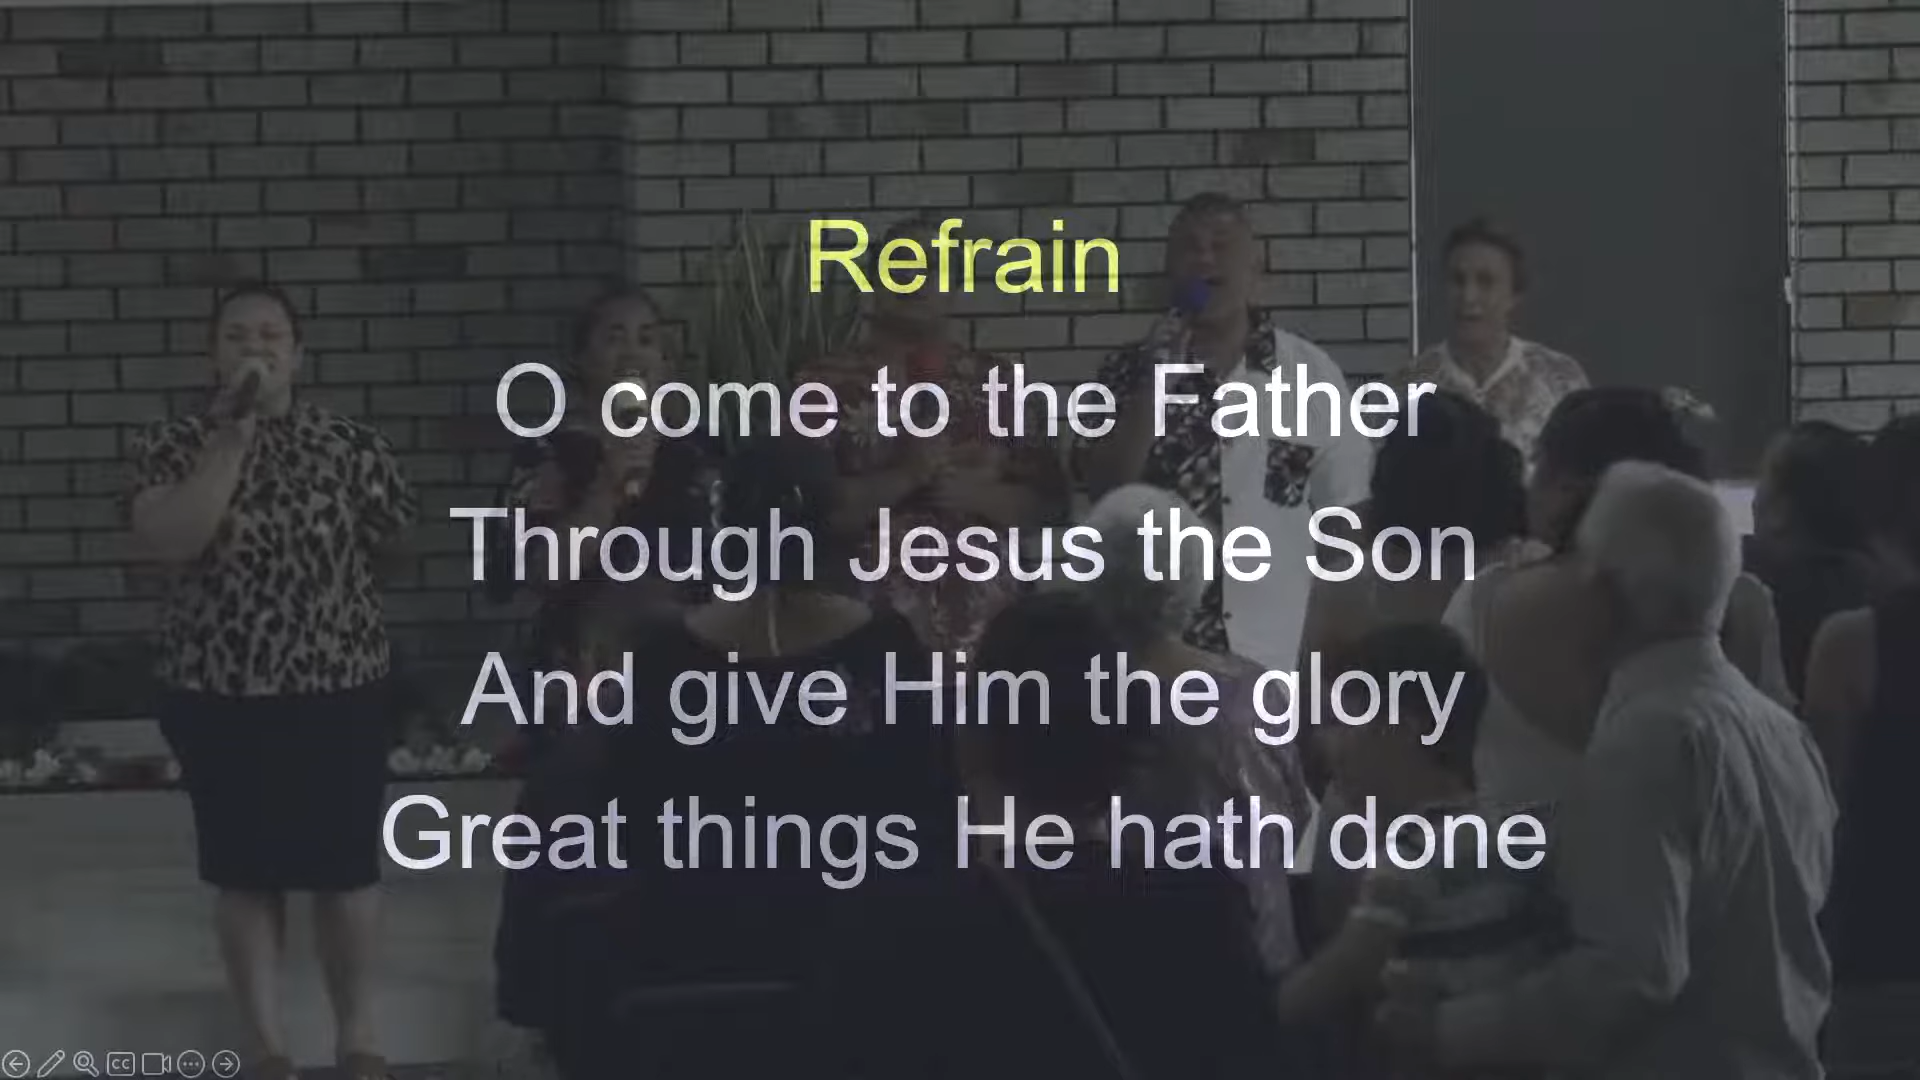 Refrain
O come to the Father
Through Jesus the Son
And give Him the glory
Great things He hath done
CC